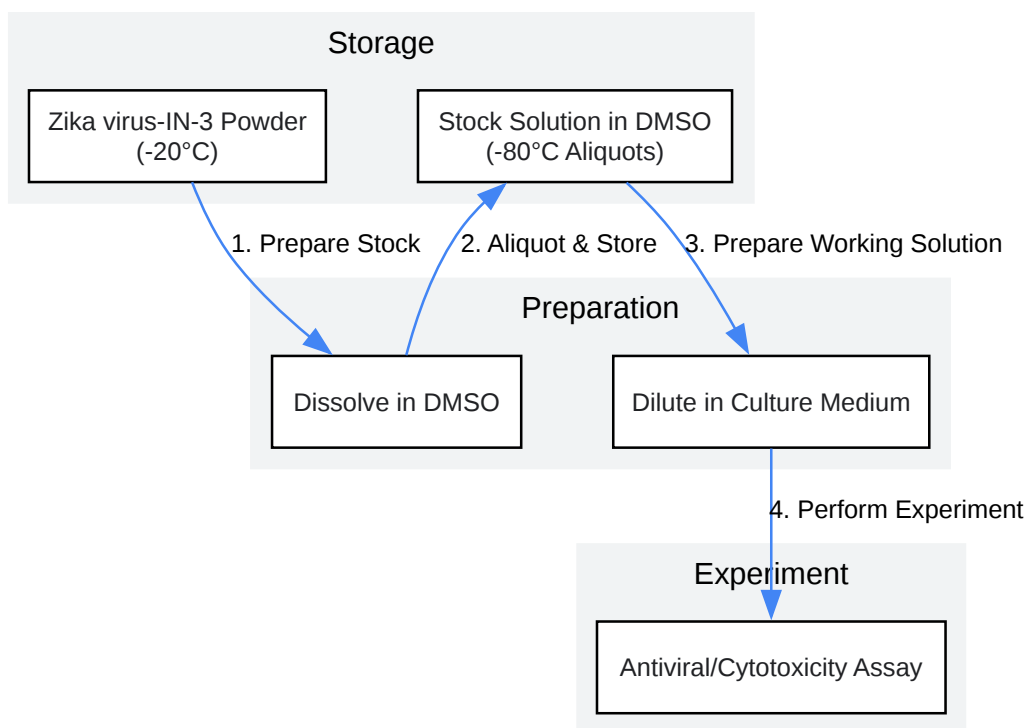 Storage
Zika virus-IN-3 Powder
(-20°C)
Stock Solution in DMSO
(-80°C Aliquots)
1. Prepare Stock
2. Aliquot & Store
3. Prepare Working Solution
Preparation
Dissolve in DMSO
Dilute in Culture Medium
4. Perform Experiment
Experiment
Antiviral/Cytotoxicity Assay